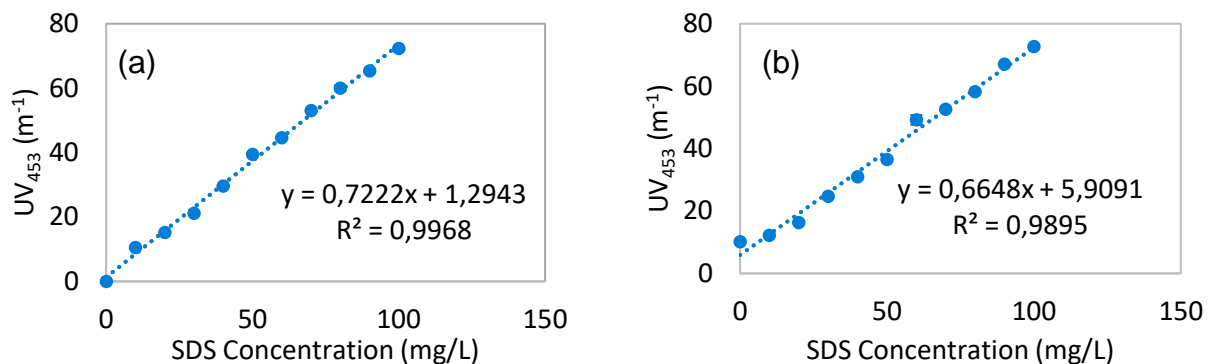 (a)
80
60
40
20
0
UV453 (m-1)
y = 0,7222x + 1,2943
R² = 0,9968
0 50 100 150
SDS Concentration (mg/L)
(b)
80
60
40
20
0
UV453 (m-1)
y = 0,6648x + 5,9091
R² = 0,9895
0 50 100 150
SDS Concentration (mg/L)